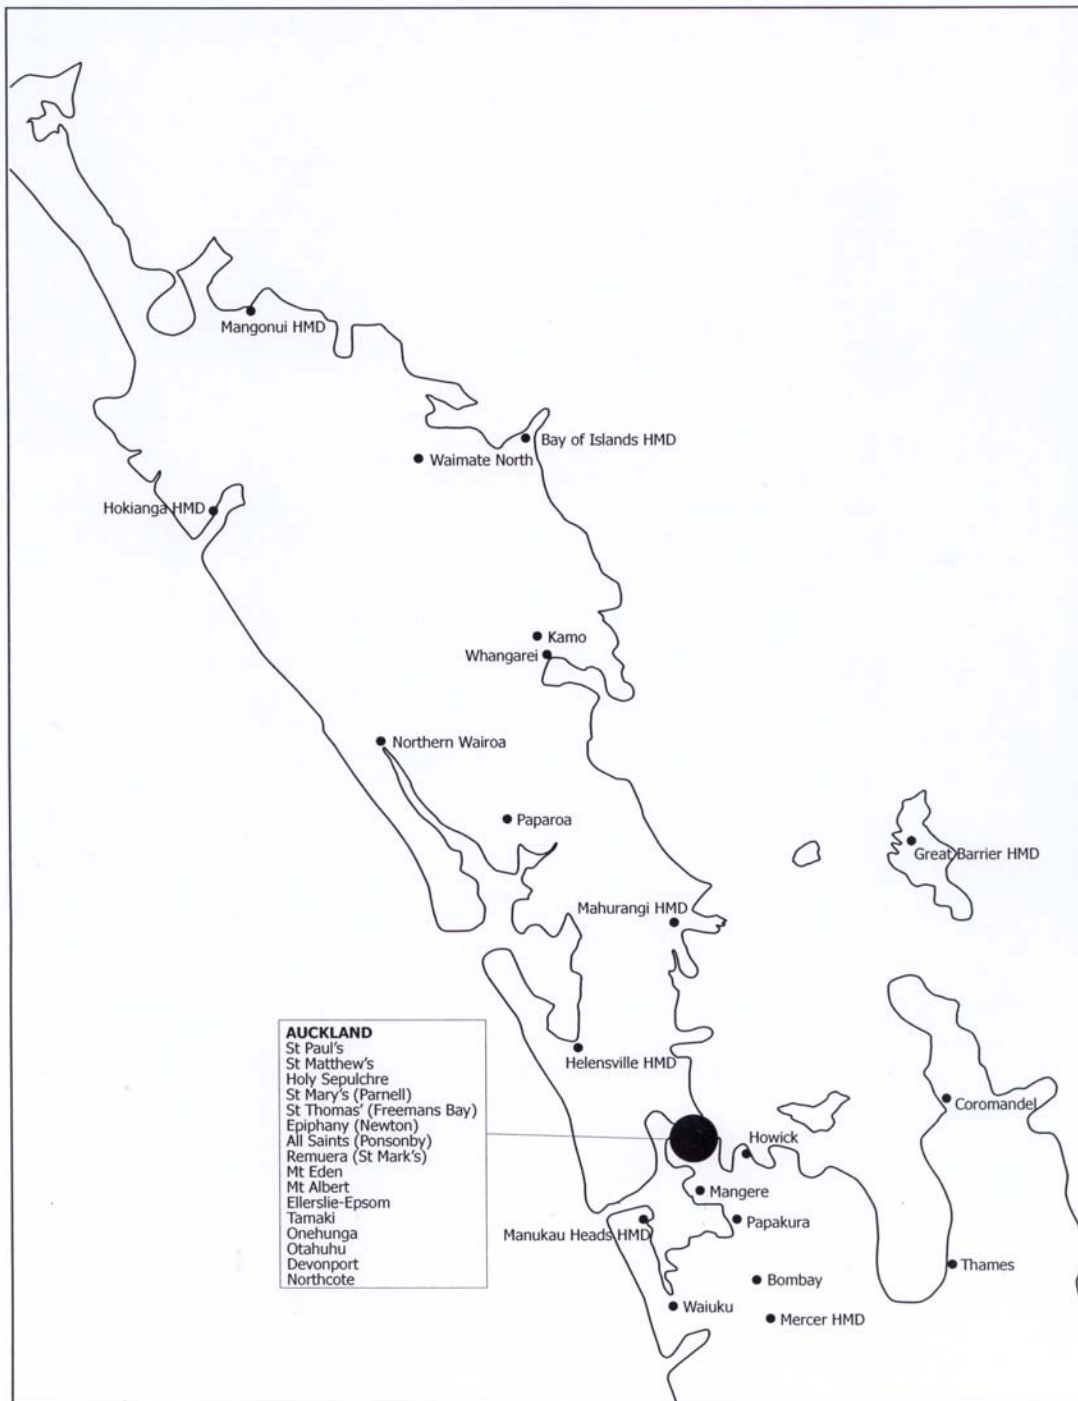 Mangonui HMD
Bay of Islands HMD
Waimate North
Hokianga HMD
Kamo
Whangarei
Northern Wairoa
Paparoa
Great Barrier HMD
Mahurangi HMD
AUCKLAND
St Paul's
St Matthew's
Holy Sepulchre
St Mary's (Parnell)
St Thomas' (Freemans Bay)
Epiphany (Newton)
All Saints (Ponsonby)
Remuera (St Mark's)
Mt Eden
Mt Albert
Ellerslie-Epsom
Tamaki
Onehunga
Otahuhu
Devonport
Northcote
Helensville HMD
Coromandel
Howick
Mangere
Papakura
Manukau Heads HMD
Thames
Bombay
Waiuku
Mercer HMD